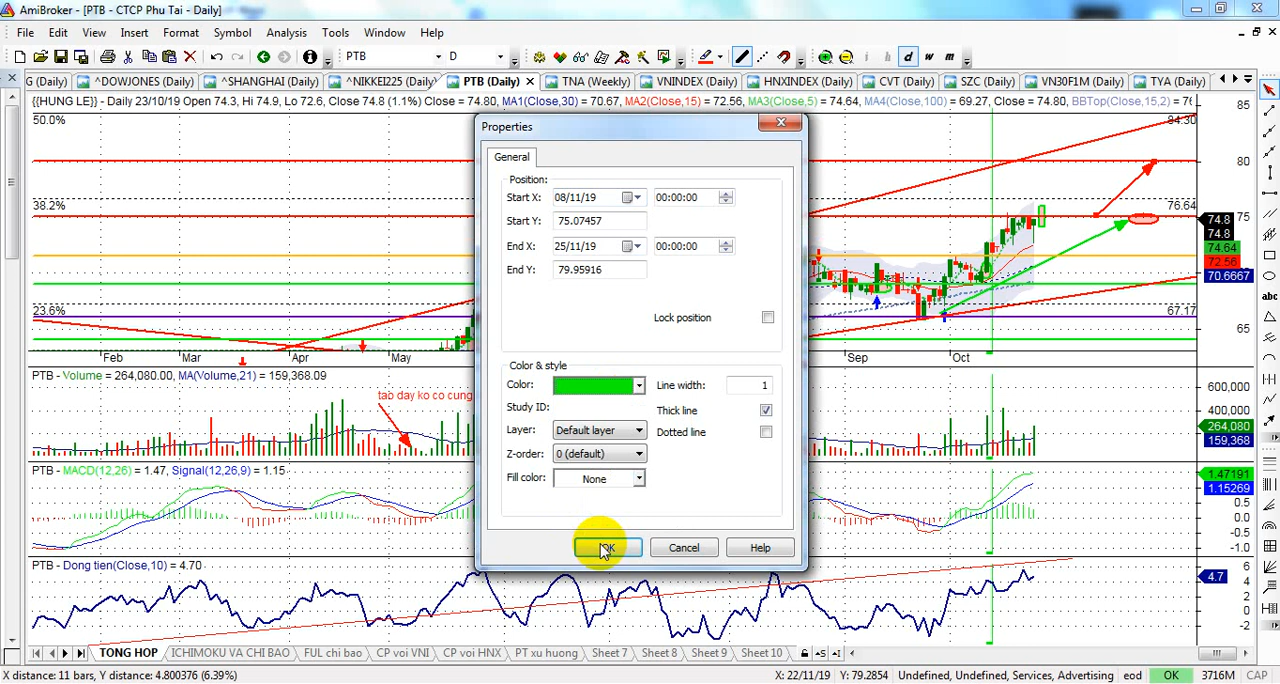 AmiBroker - [PTB - CTCP Phu Tai - Daily]
File Edit View Insert Format Symbol Analysis Tools Window Help
PTB D i h d w m
G (Daily) ^DOWJONES (Daily) ^SHANGHAI (Daily) ^NIKKEI225 (Daily) PTB (Daily) TNA (Weekly) VNINDEX (Daily) HNXINDEX (Daily) CVT (Daily) SZC (Daily) VN30F1M (Daily) TYA (Daily)
{{HUNG LE}} - Daily 23/10/19 Open 74.3, Hi 74.9, Lo 72.6, Close 74.8 (1.1%) Close = 74.80, MA1(Close,30) = 70.67, MA2(Close,15) = 72.56, MA3(Close,5) = 74.64, MA4(Close,100) = 69.27, Close = 74.80, BBTop(Close,15,2) = 76
50.0%
38.2%
23.6%
84.30
76.64
67.17
85
80
75
65
74.8
74.8
74.64
72.56
70.6667
abc
Feb Mar Apr May Sep Oct
Properties
General
Position:
Start X: 08/11/19 00:00:00
Start Y: 75.07457
End X: 25/11/19 00:00:00
End Y: 79.95916
Lock position
Color & style
Color: Line width: 1
Study ID: Thick line
Layer: Default layer Dotted line
Z-order: 0 (default)
Fill color: None
OK Cancel Help
PTB - Volume = 264,080.00, MA(Volume,21) = 159,368.09
tao day ko co cung
600,000
400,000
264,080
159,368
PTB - MACD(12,26) = 1.47, Signal(12,26,9) = 1.15
1.47191
1.15269
0.5
0.0
-0.5
-1.0
PTB - Dong tien(Close,10) = 4.70
6
4.7
2
0
-2
TONG HOP ICHIMOKU VA CHI BAO FUL chi bao CP voi VNI CP voi HNX PT xu huong Sheet 7 Sheet 8 Sheet 9 Sheet 10
X distance: 11 bars, Y distance: 4.800376 (6.39%) X: 22/11/19 Y: 79.2854 Undefined, Undefined, Services, Advertising eod OK 3716M CAP